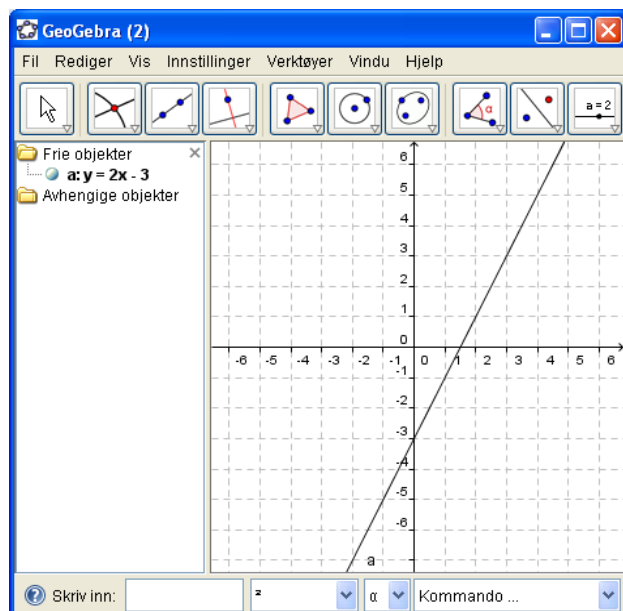 GeoGebra (2)
Fil Rediger Vis Innstillinger Verktøyer Vindu Hjelp
α
a = 2
Frie objekter
a: y = 2x - 3
Avhengige objekter
6
5
4
3
2
1
0
-6 -5 -4 -3 -2 -1 0 1 2 3 4 5 6
-1
-2
-3
-4
-5
-6
a
Skriv inn: ² α Kommando ...